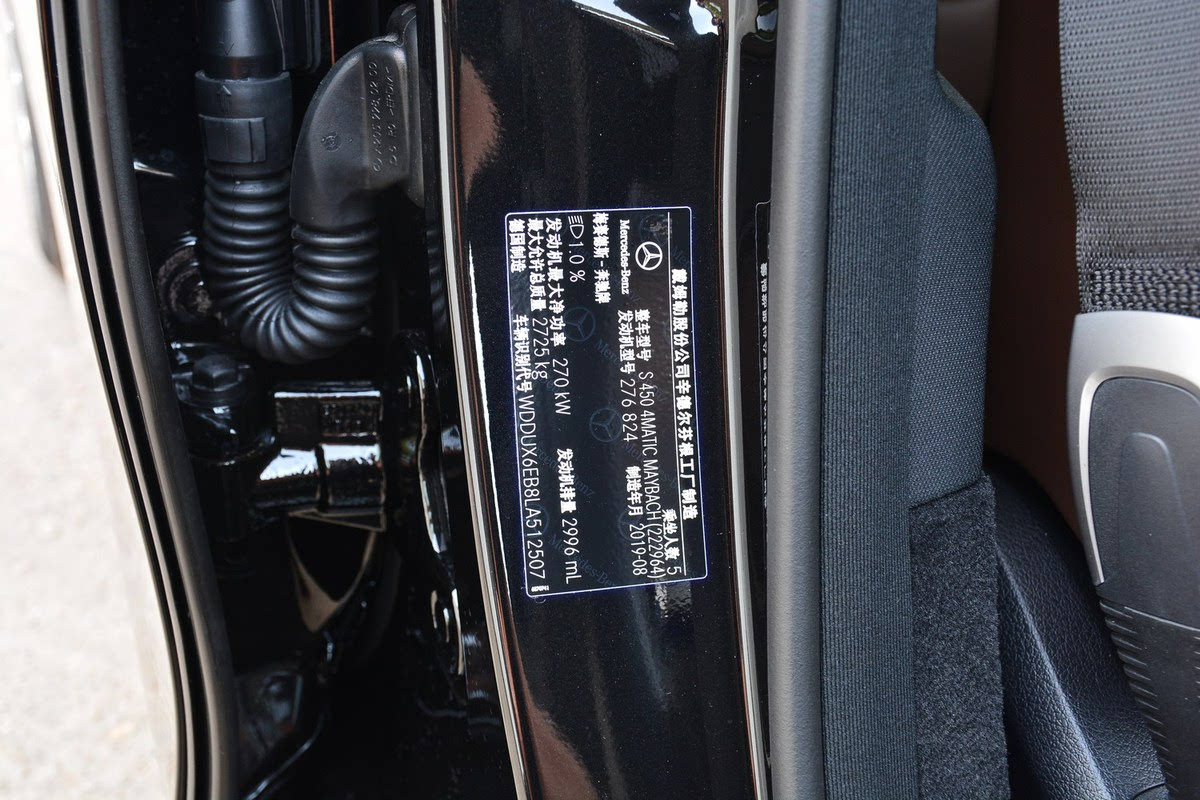 戴姆勒股份公司辛德尔芬根工厂制造
乘坐人数 5
Mercedes-Benz
整车型号 S 450 4MATIC MAYBACH(222964)
发动机型号 276 824 制造年月 2019-08
梅赛德斯-奔驰牌
1.0 %
发动机最大净功率 270 kW 发动机排量 2996 mL
最大允许总质量 2725 kg
德国制造 车辆识别代号 WDDUX6EB8LA512507